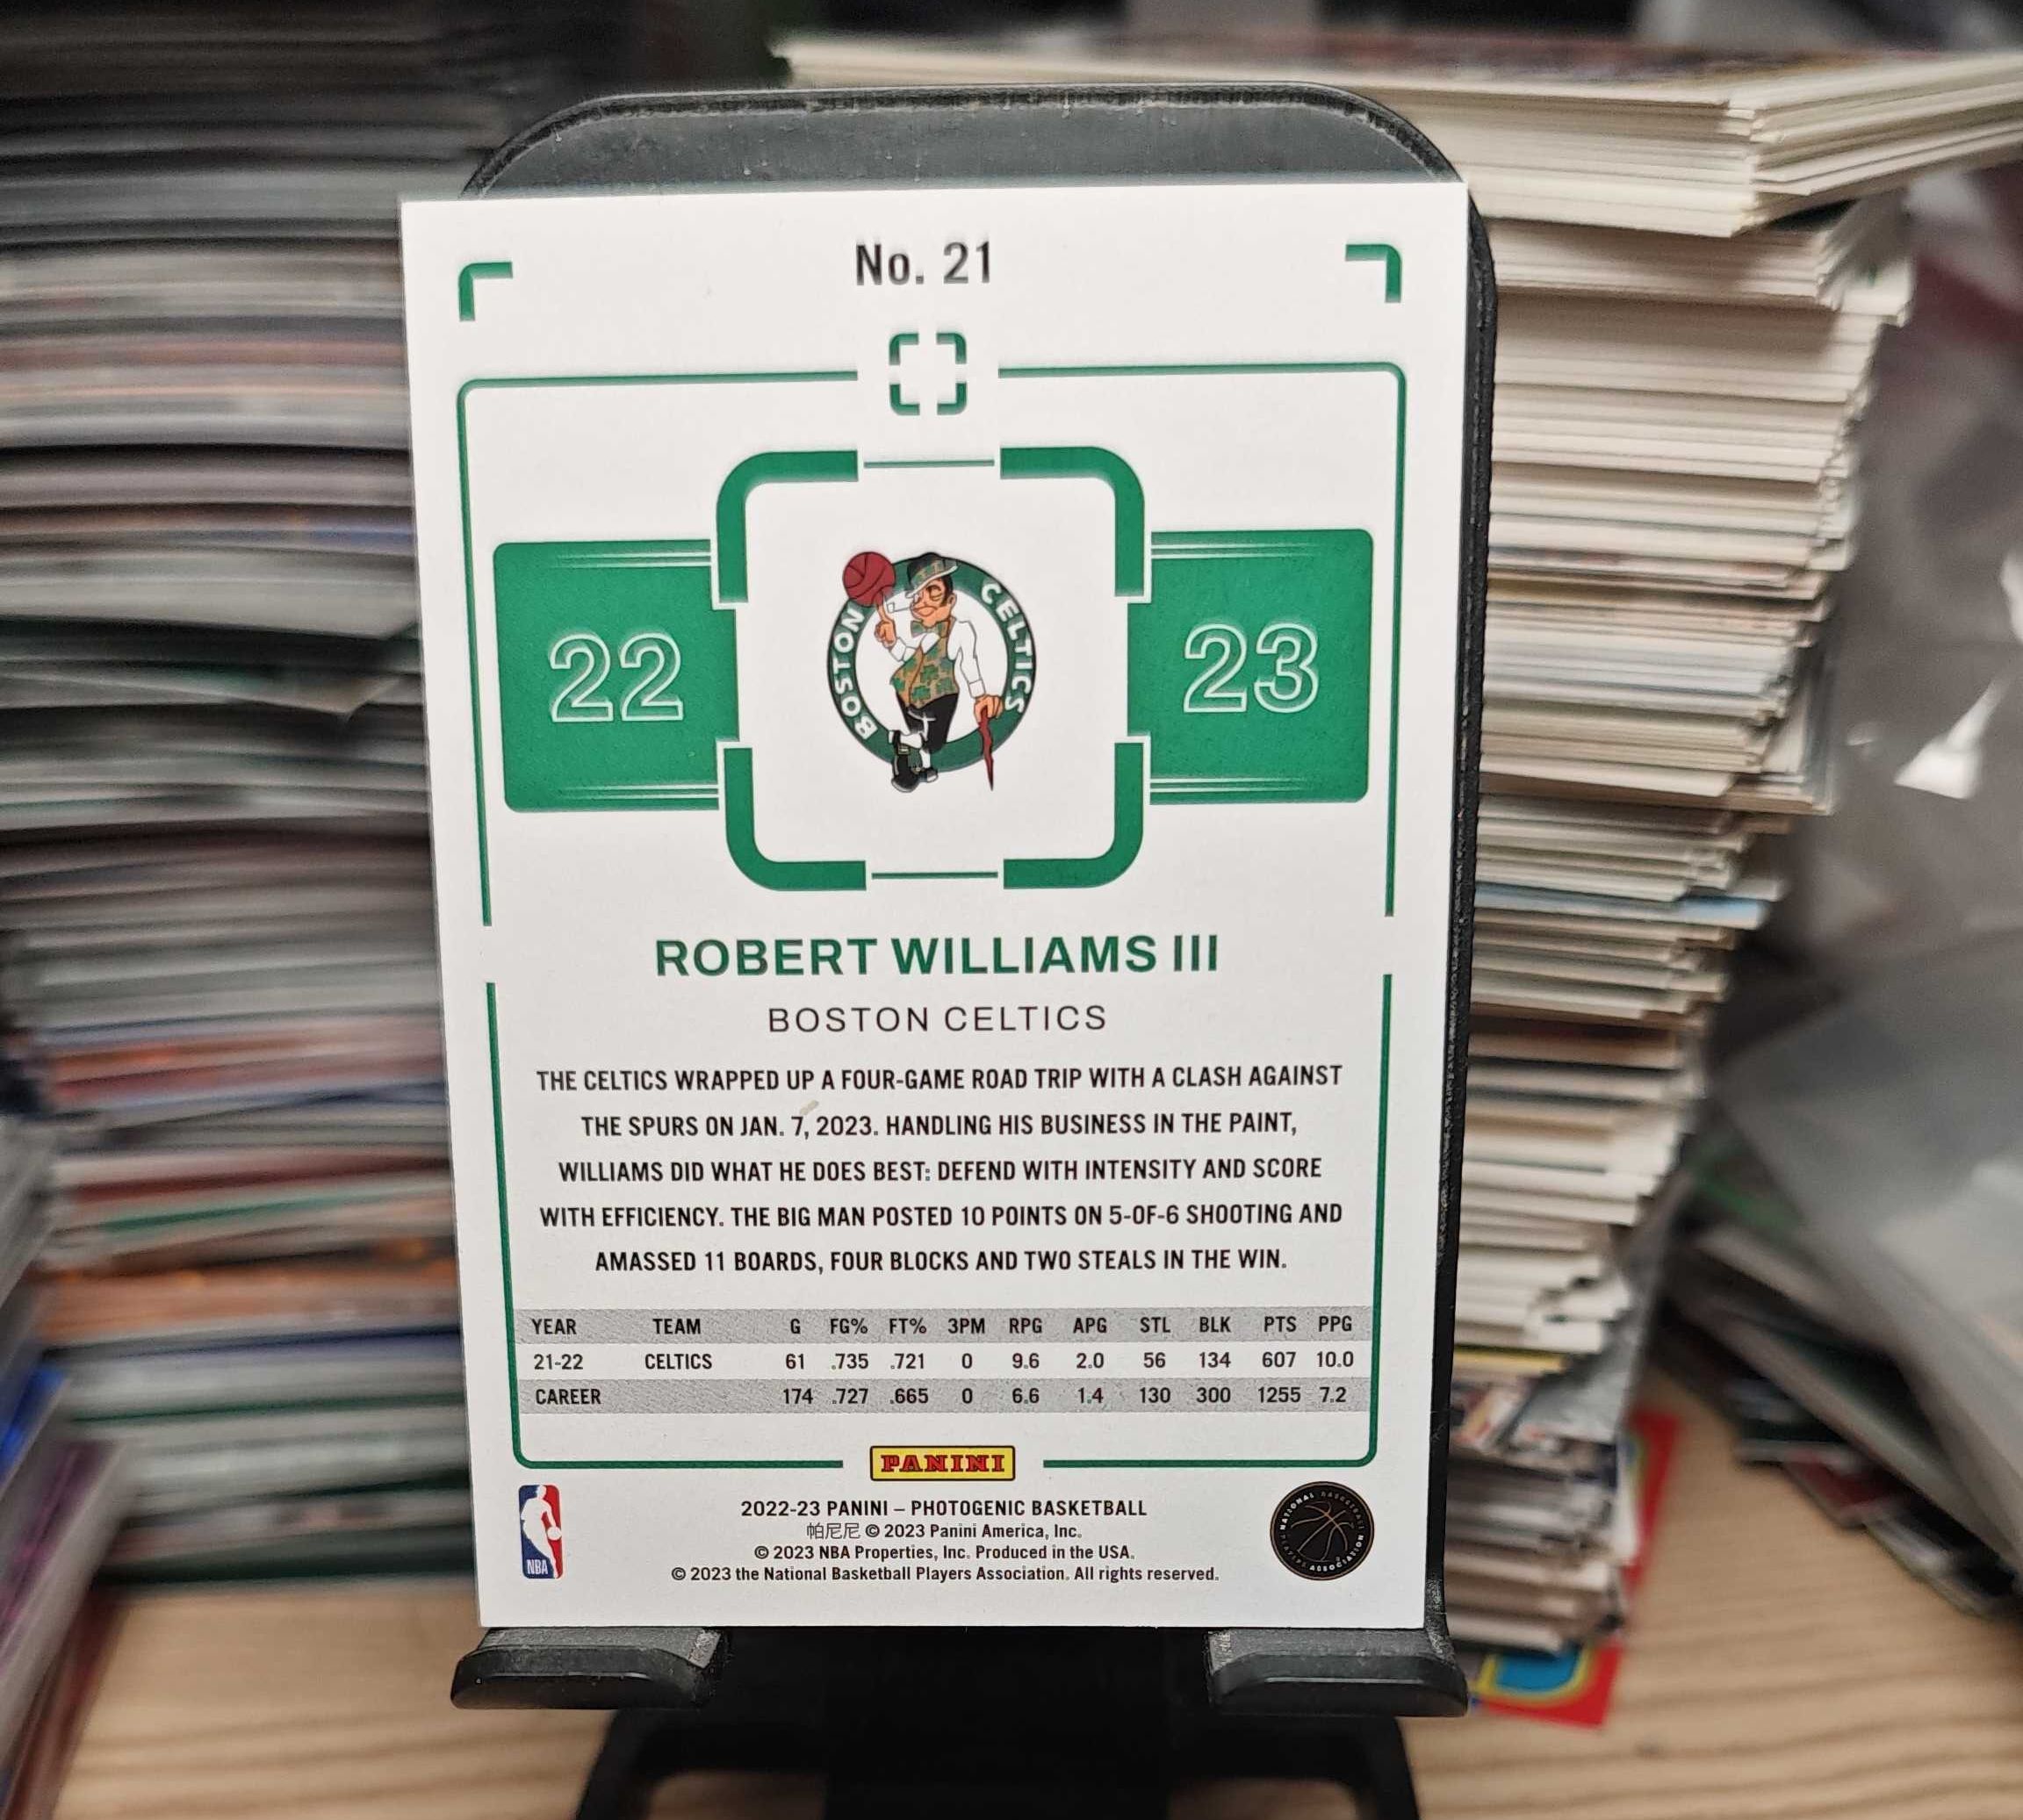 No. 21
22
BOSTON CELTICS
23
ROBERT WILLIAMS III
BOSTON CELTICS
THE CELTICS WRAPPED UP A FOUR-GAME ROAD TRIP WITH A CLASH AGAINST
THE SPURS ON JAN. 7, 2023. HANDLING HIS BUSINESS IN THE PAINT,
WILLIAMS DID WHAT HE DOES BEST: DEFEND WITH INTENSITY AND SCORE
WITH EFFICIENCY. THE BIG MAN POSTED 10 POINTS ON 5-OF-6 SHOOTING AND
AMASSED 11 BOARDS, FOUR BLOCKS AND TWO STEALS IN THE WIN.
YEAR TEAM G FG% FT% 3PM RPG APG STL BLK PTS PPG
21-22 CELTICS 61 .735 .721 0 9.6 2.0 56 134 607 10.0
CAREER 174 .727 .665 0 6.6 1.4 130 300 1255 7.2
PANINI
2022-23 PANINI – PHOTOGENIC BASKETBALL
帕尼尼 © 2023 Panini America, Inc.
© 2023 NBA Properties, Inc. Produced in the USA.
© 2023 the National Basketball Players Association. All rights reserved.
NBA
NATIONAL BASKETBALL PLAYERS ASSOCIATION